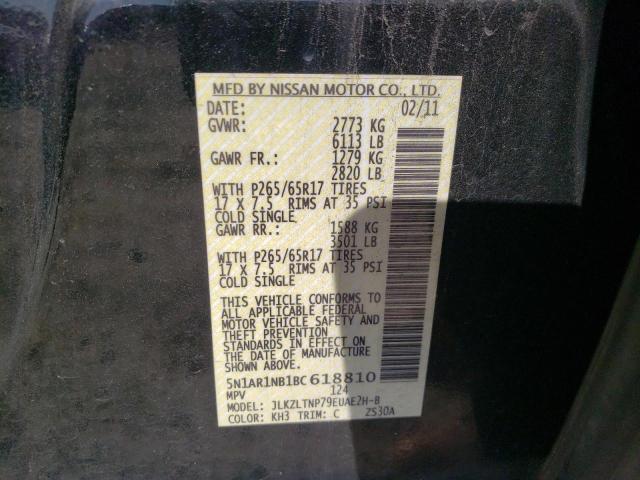 MFD BY NISSAN MOTOR CO., LTD.
DATE: 02/11
GVWR: 2773 KG
6113 LB
GAWR FR.: 1279 KG
2820 LB
WITH P265/65R17 TIRES
17 X 7.5 RIMS AT 35 PSI
COLD SINGLE
GAWR RR.: 1588 KG
3501 LB
WITH P265/65R17 TIRES
17 X 7.5 RIMS AT 35 PSI
COLD SINGLE
THIS VEHICLE CONFORMS TO
ALL APPLICABLE FEDERAL
MOTOR VEHICLE SAFETY AND
THEFT PREVENTION
STANDARDS IN EFFECT ON
THE DATE OF MANUFACTURE
SHOWN ABOVE.
5N1AR1NB1BC618810
MPV 124
MODEL: JLKZLTNP79EUAE2H-B
COLOR: KH3 TRIM: C ZS30A